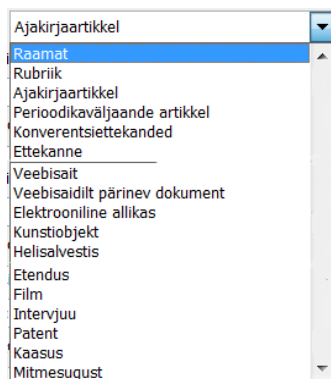 Ajakirjaartikkel
Raamat
Rubriik
Ajakirjaartikkel
Perioodikaväljaande artikkel
Konverentsiettekanded
Ettekanne
Veebisait
Veebisaidilt pärinev dokument
Elektrooniline allikas
Kunstiobjekt
Helisalvestis
Etendus
Film
Intervjuu
Patent
Kaasus
Mitmesugust